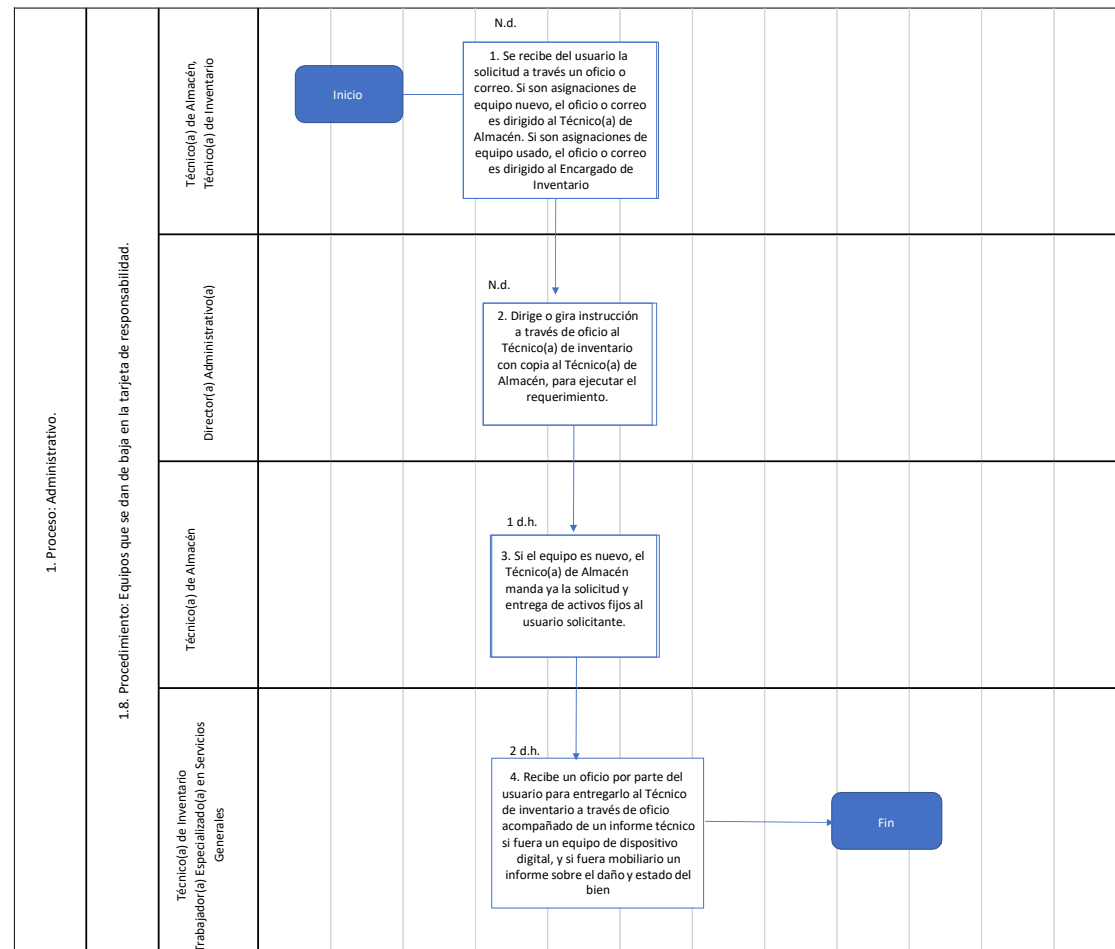 1. Proceso: Administrativo.
1.8. Procedimiento: Equipos que se dan de baja en la tarjeta de responsabilidad.
Técnico(a) de Almacén,
Técnico(a) de Inventario
Inicio
N.d.
1. Se recibe del usuario la
solicitud a través un oficio o
correo. Si son asignaciones de
equipo nuevo, el oficio o correo
es dirigido al Técnico(a) de
Almacén. Si son asignaciones de
equipo usado, el oficio o correo
es dirigido al Encargado de
Inventario
Director(a) Administrativo(a)
N.d.
2. Dirige o gira instrucción
a través de oficio al
Técnico(a) de inventario
con copia al Técnico(a) de
Almacén, para ejecutar el
requerimiento.
Técnico(a) de Almacén
1 d.h.
3. Si el equipo es nuevo, el
Técnico(a) de Almacén
manda ya la solicitud y
entrega de activos fijos al
usuario solicitante.
Técnico(a) de Inventario
Trabajador(a) Especializado(a) en Servicios
Generales
2 d.h.
4. Recibe un oficio por parte del
usuario para entregarlo al Técnico
de inventario a través de oficio
acompañado de un informe técnico
si fuera un equipo de dispositivo
digital, y si fuera mobiliario un
informe sobre el daño y estado del
bien
Fin